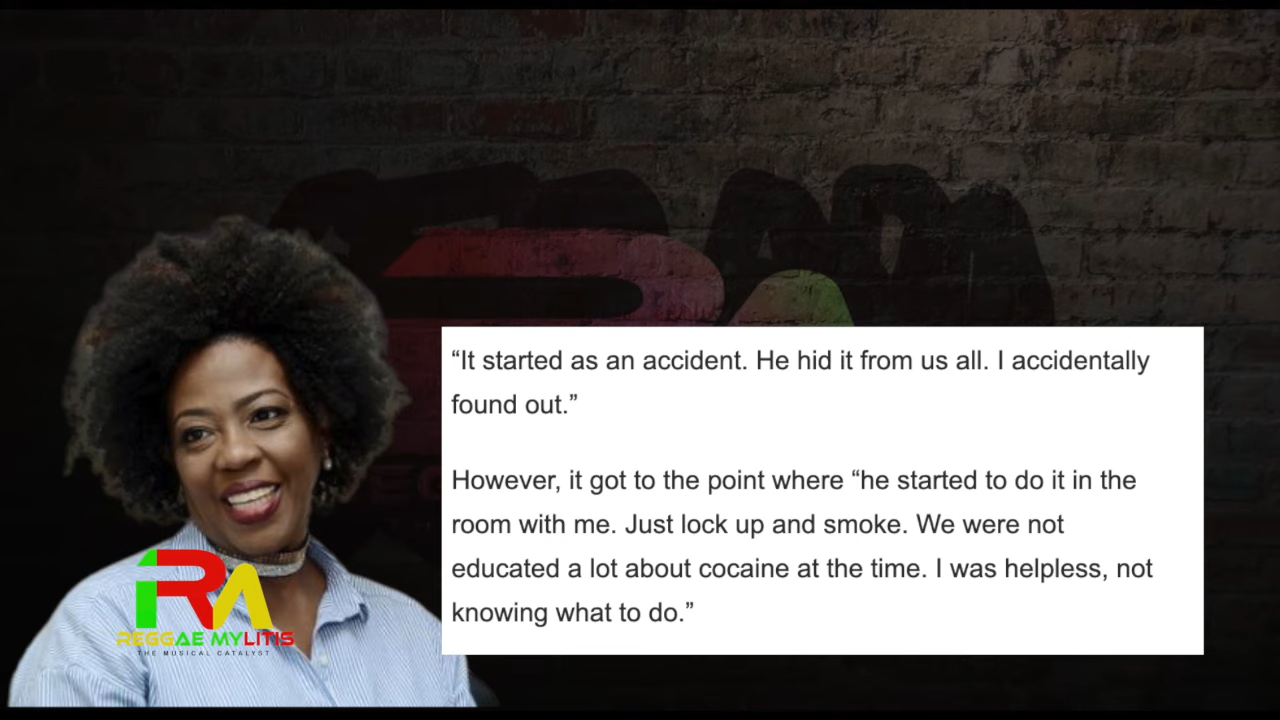 “It started as an accident. He hid it from us all. I accidentally
found out.”
However, it got to the point where “he started to do it in the
room with me. Just lock up and smoke. We were not
educated a lot about cocaine at the time. I was helpless, not
knowing what to do.”
RA
REGGAE MYLITIS
THE MUSICAL CATALYST